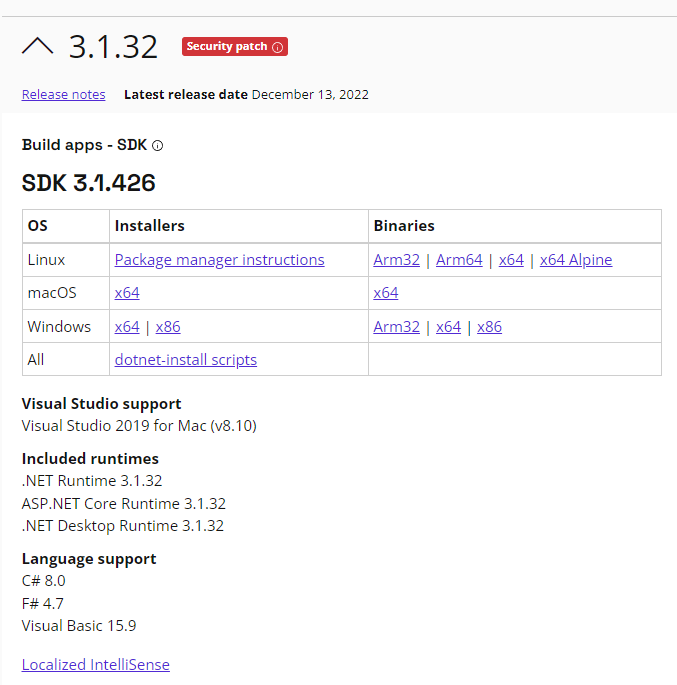 3.1.32 Security patch
Release notes Latest release date December 13, 2022
Build apps - SDK
SDK 3.1.426
OS Installers Binaries
Linux Package manager instructions Arm32 | Arm64 | x64 | x64 Alpine
macOS x64 x64
Windows x64 | x86 Arm32 | x64 | x86
All dotnet-install scripts
Visual Studio support
Visual Studio 2019 for Mac (v8.10)
Included runtimes
.NET Runtime 3.1.32
ASP.NET Core Runtime 3.1.32
.NET Desktop Runtime 3.1.32
Language support
C# 8.0
F# 4.7
Visual Basic 15.9
Localized IntelliSense